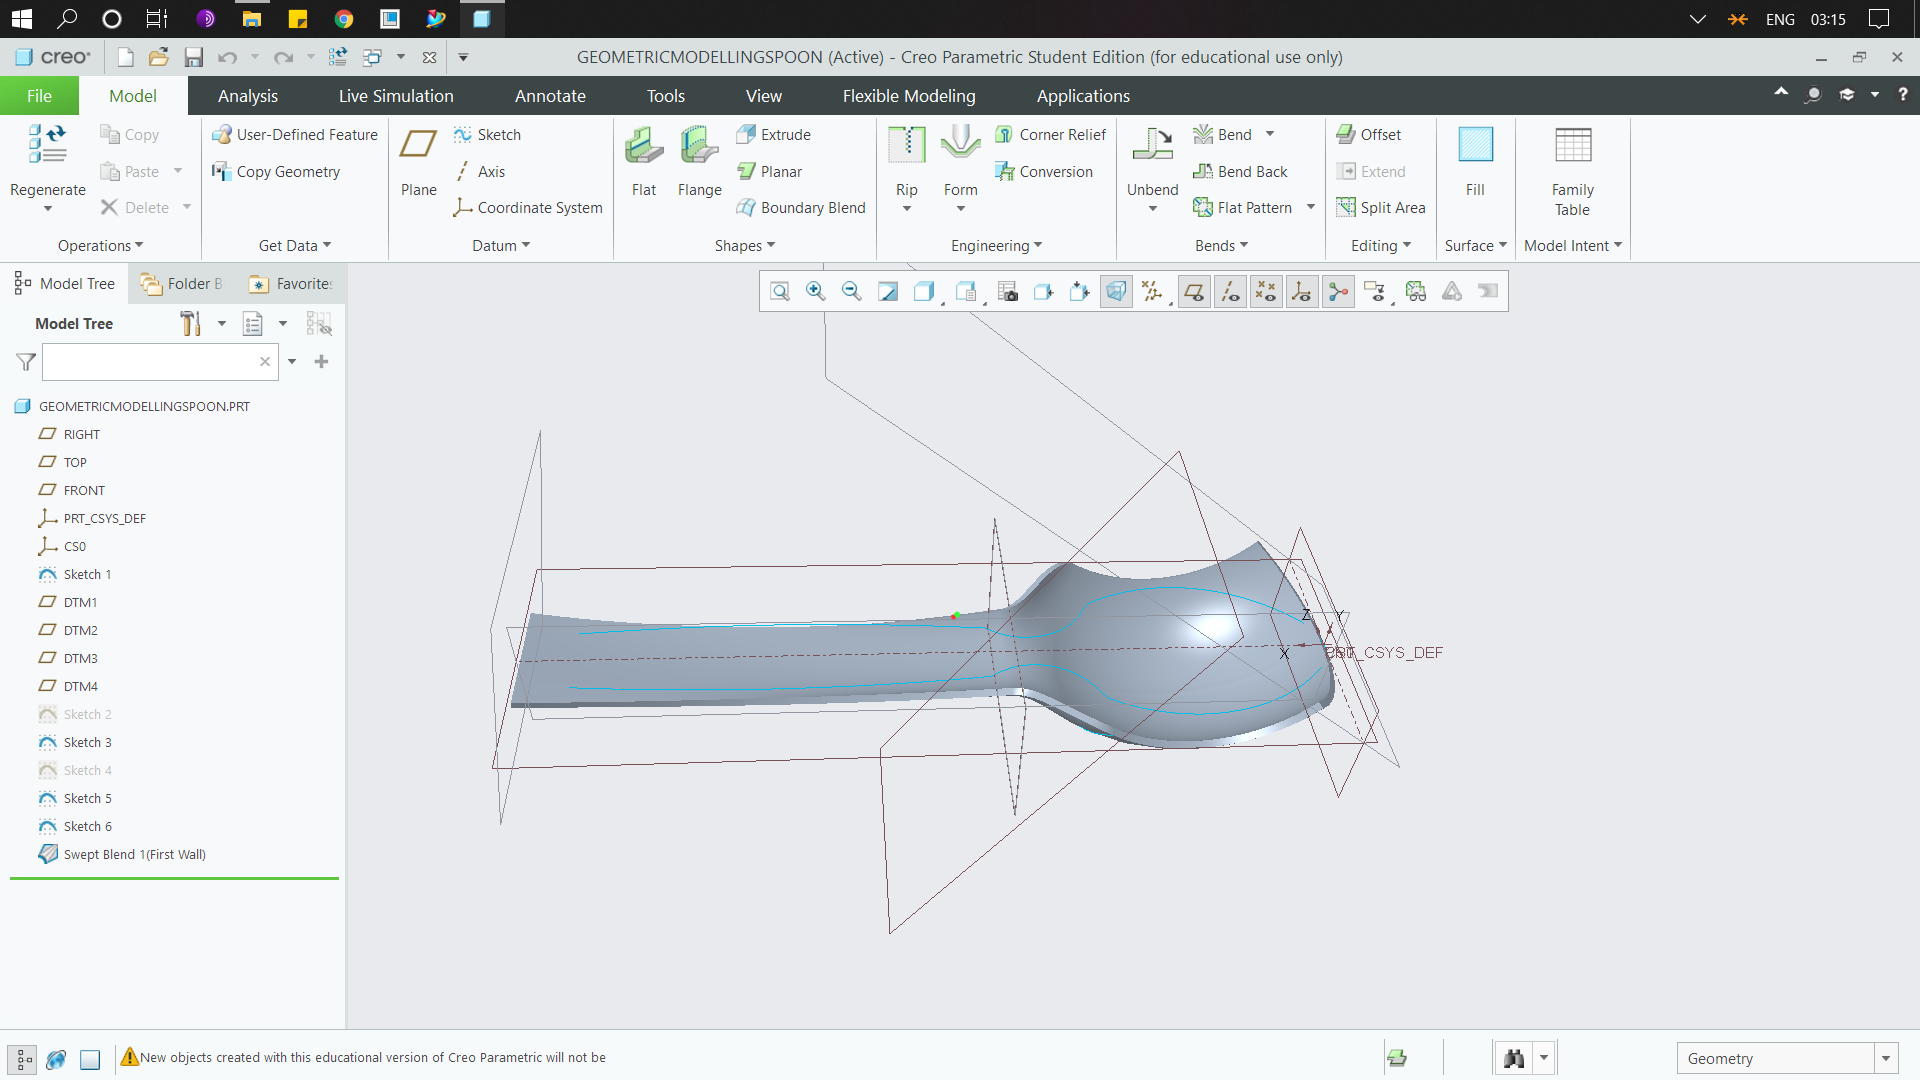 ENG 03:15
creo
GEOMETRICMODELLINGSPOON (Active) - Creo Parametric Student Edition (for educational use only)
File Model Analysis Live Simulation Annotate Tools View Flexible Modeling Applications
Regenerate
Copy
Paste
Delete
Operations
User-Defined Feature
Copy Geometry
Get Data
Plane
Sketch
Axis
Coordinate System
Datum
Flat
Flange
Extrude
Planar
Boundary Blend
Shapes
Rip
Form
Corner Relief
Conversion
Engineering
Unbend
Bend
Bend Back
Flat Pattern
Bends
Offset
Extend
Split Area
Editing
Fill
Surface
Family
Table
Model Intent
Model Tree Folder B Favorites
Model Tree
GEOMETRICMODELLINGSPOON.PRT
RIGHT
TOP
FRONT
PRT_CSYS_DEF
CS0
Sketch 1
DTM1
DTM2
DTM3
DTM4
Sketch 2
Sketch 3
Sketch 4
Sketch 5
Sketch 6
Swept Blend 1(First Wall)
Z Y
X
PRT_CSYS_DEF
New objects created with this educational version of Creo Parametric will not be
Geometry